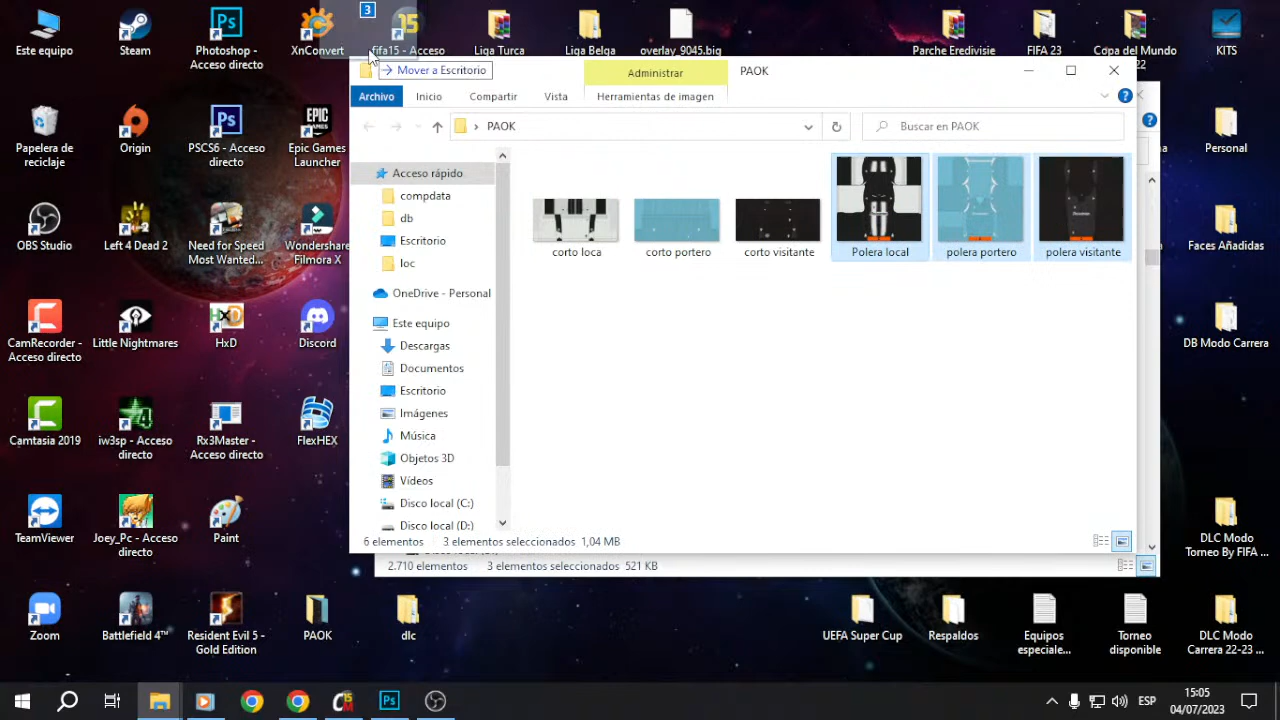 Este equipo
Steam
Photoshop -
Acceso directo
XnConvert
3
fifa15 - Acceso
Liga Turca
Liga Belga
overlay_9045.big
Parche Eredivisie
FIFA 23
Copa del Mundo
22
KITS
Mover a Escritorio
Administrar
PAOK
Archivo
Inicio
Compartir
Vista
Herramientas de imagen
PAOK
Buscar en PAOK
Papelera de
reciclaje
Origin
PSCS6 - Acceso
directo
Epic Games
Launcher
Personal
Acceso rápido
compdata
db
Escritorio
loc
OneDrive - Personal
Este equipo
Descargas
Documentos
Escritorio
Imágenes
Música
Objetos 3D
Vídeos
Disco local (C:)
Disco local (D:)
corto loca
corto portero
corto visitante
Polera local
polera portero
polera visitante
OBS Studio
Left 4 Dead 2
Need for Speed
Most Wanted...
Wondershare
Filmora X
Faces Añadidas
CamRecorder -
Acceso directo
Little Nightmares
HxD
Discord
DB Modo Carrera
Camtasia 2019
iw3sp - Acceso
directo
Rx3Master -
Acceso directo
FlexHEX
TeamViewer
Joey_Pc - Acceso
directo
Paint
DLC Modo
Torneo By FIFA ...
6 elementos
3 elementos seleccionados 1,04 MB
2.710 elementos
3 elementos seleccionados 521 KB
Zoom
Battlefield 4™
Resident Evil 5 -
Gold Edition
PAOK
dlc
UEFA Super Cup
Respaldos
Equipos
especiale...
Torneo
disponible
DLC Modo
Carrera 22-23 ...
ESP
15:05
04/07/2023